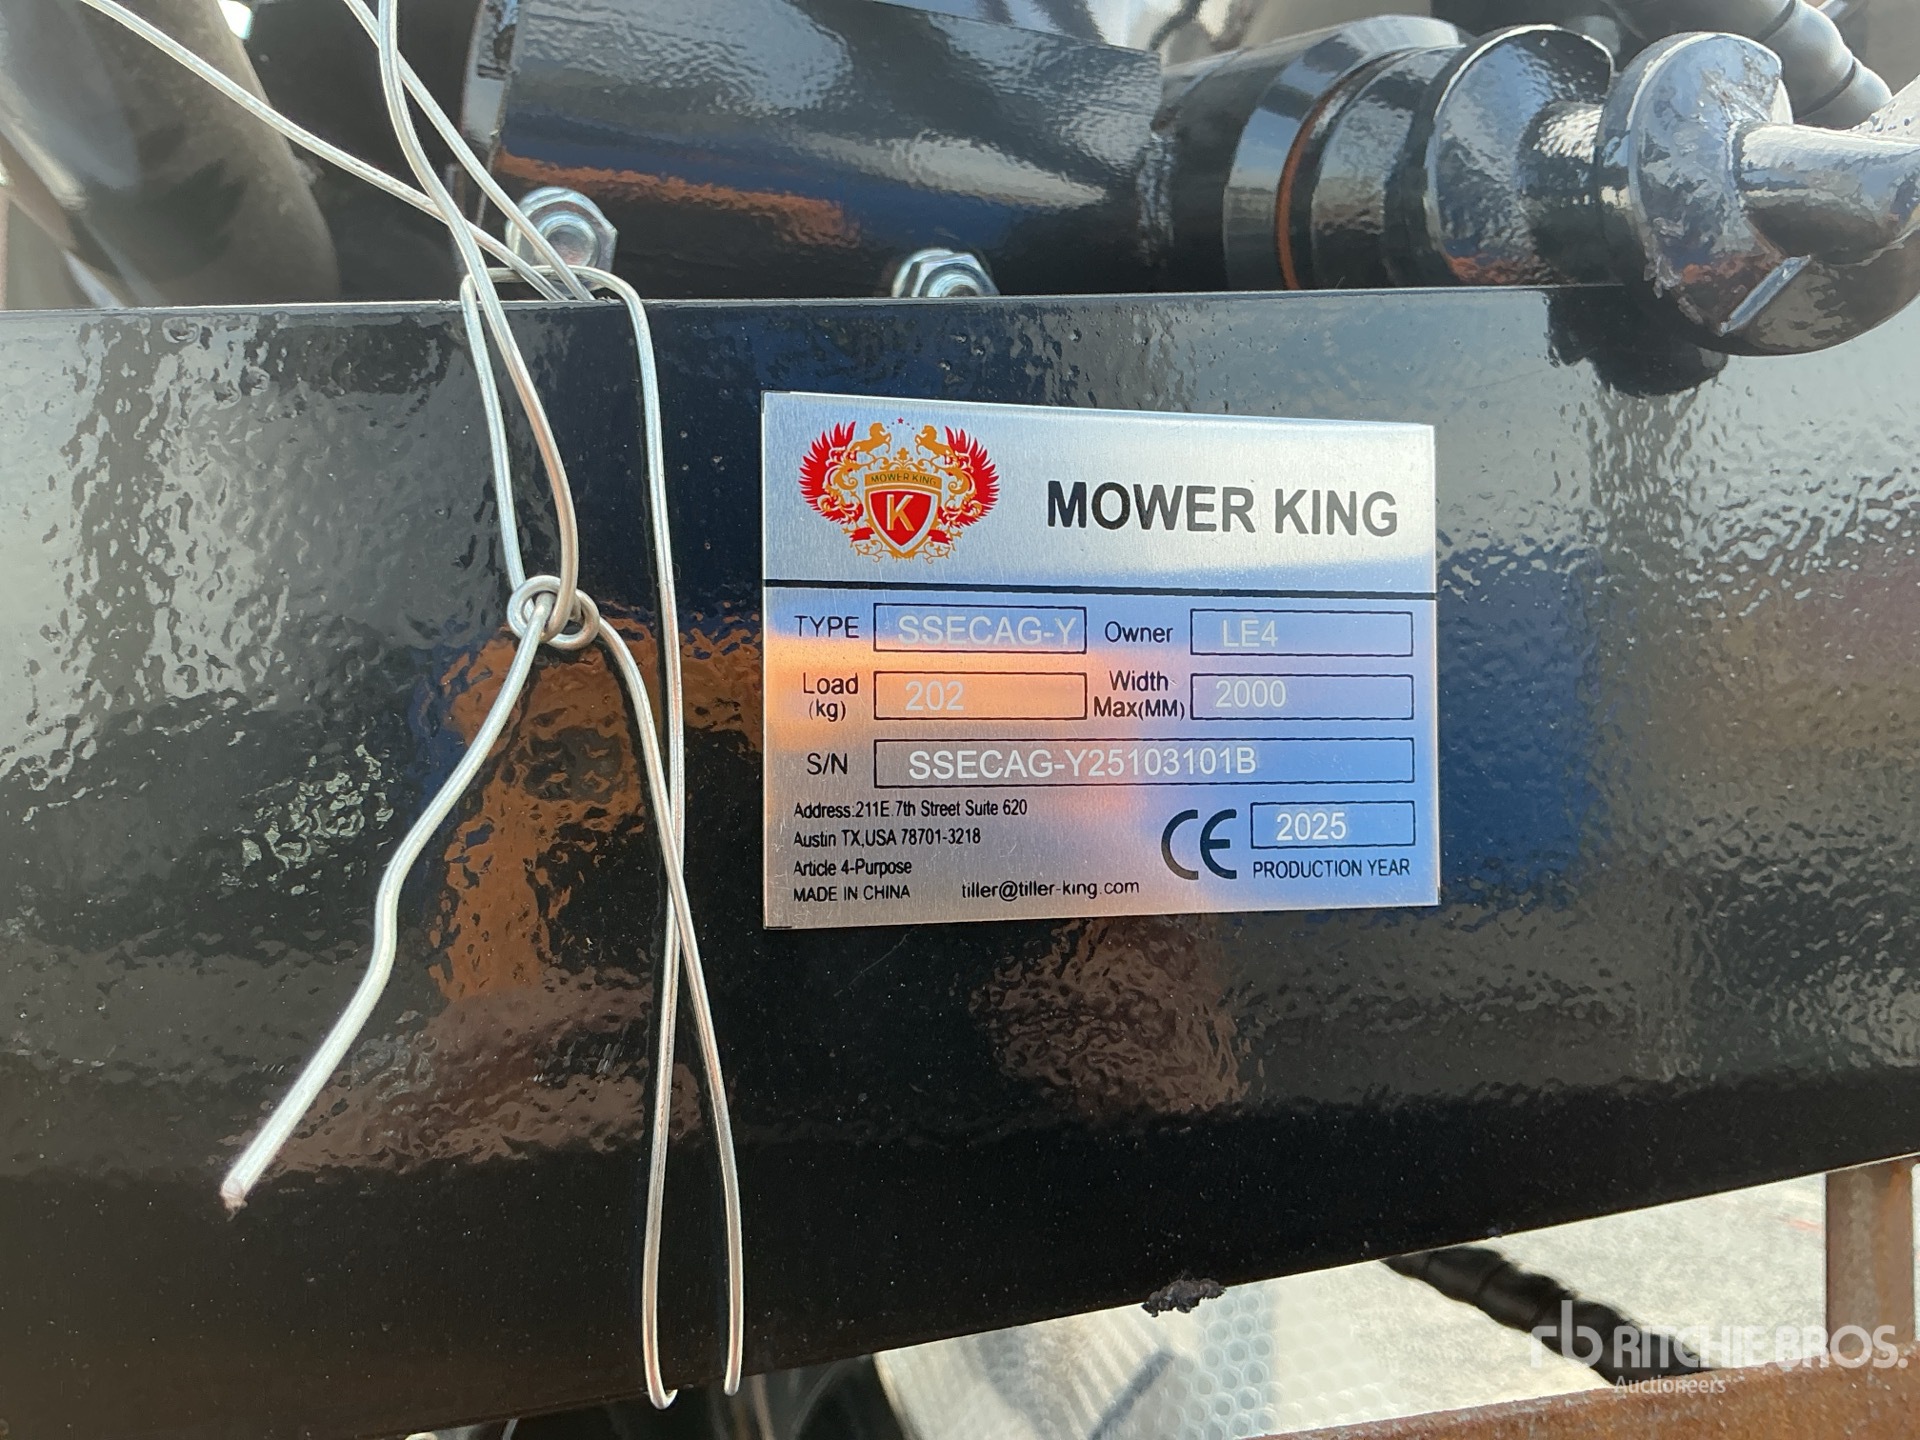 MOWER KING
K
MOWER KING
TYPE SSECAG-Y Owner LE4
Load (kg) 202 Width Max(MM) 2000
S/N SSECAG-Y25103101B
Address:211E.7th Street Suite 620
Austin TX,USA 78701-3218
Article 4-Purpose
MADE IN CHINA tiller@tiller-king.com
CE 2025
PRODUCTION YEAR
rb RITCHIE BROS.
Auctioneers